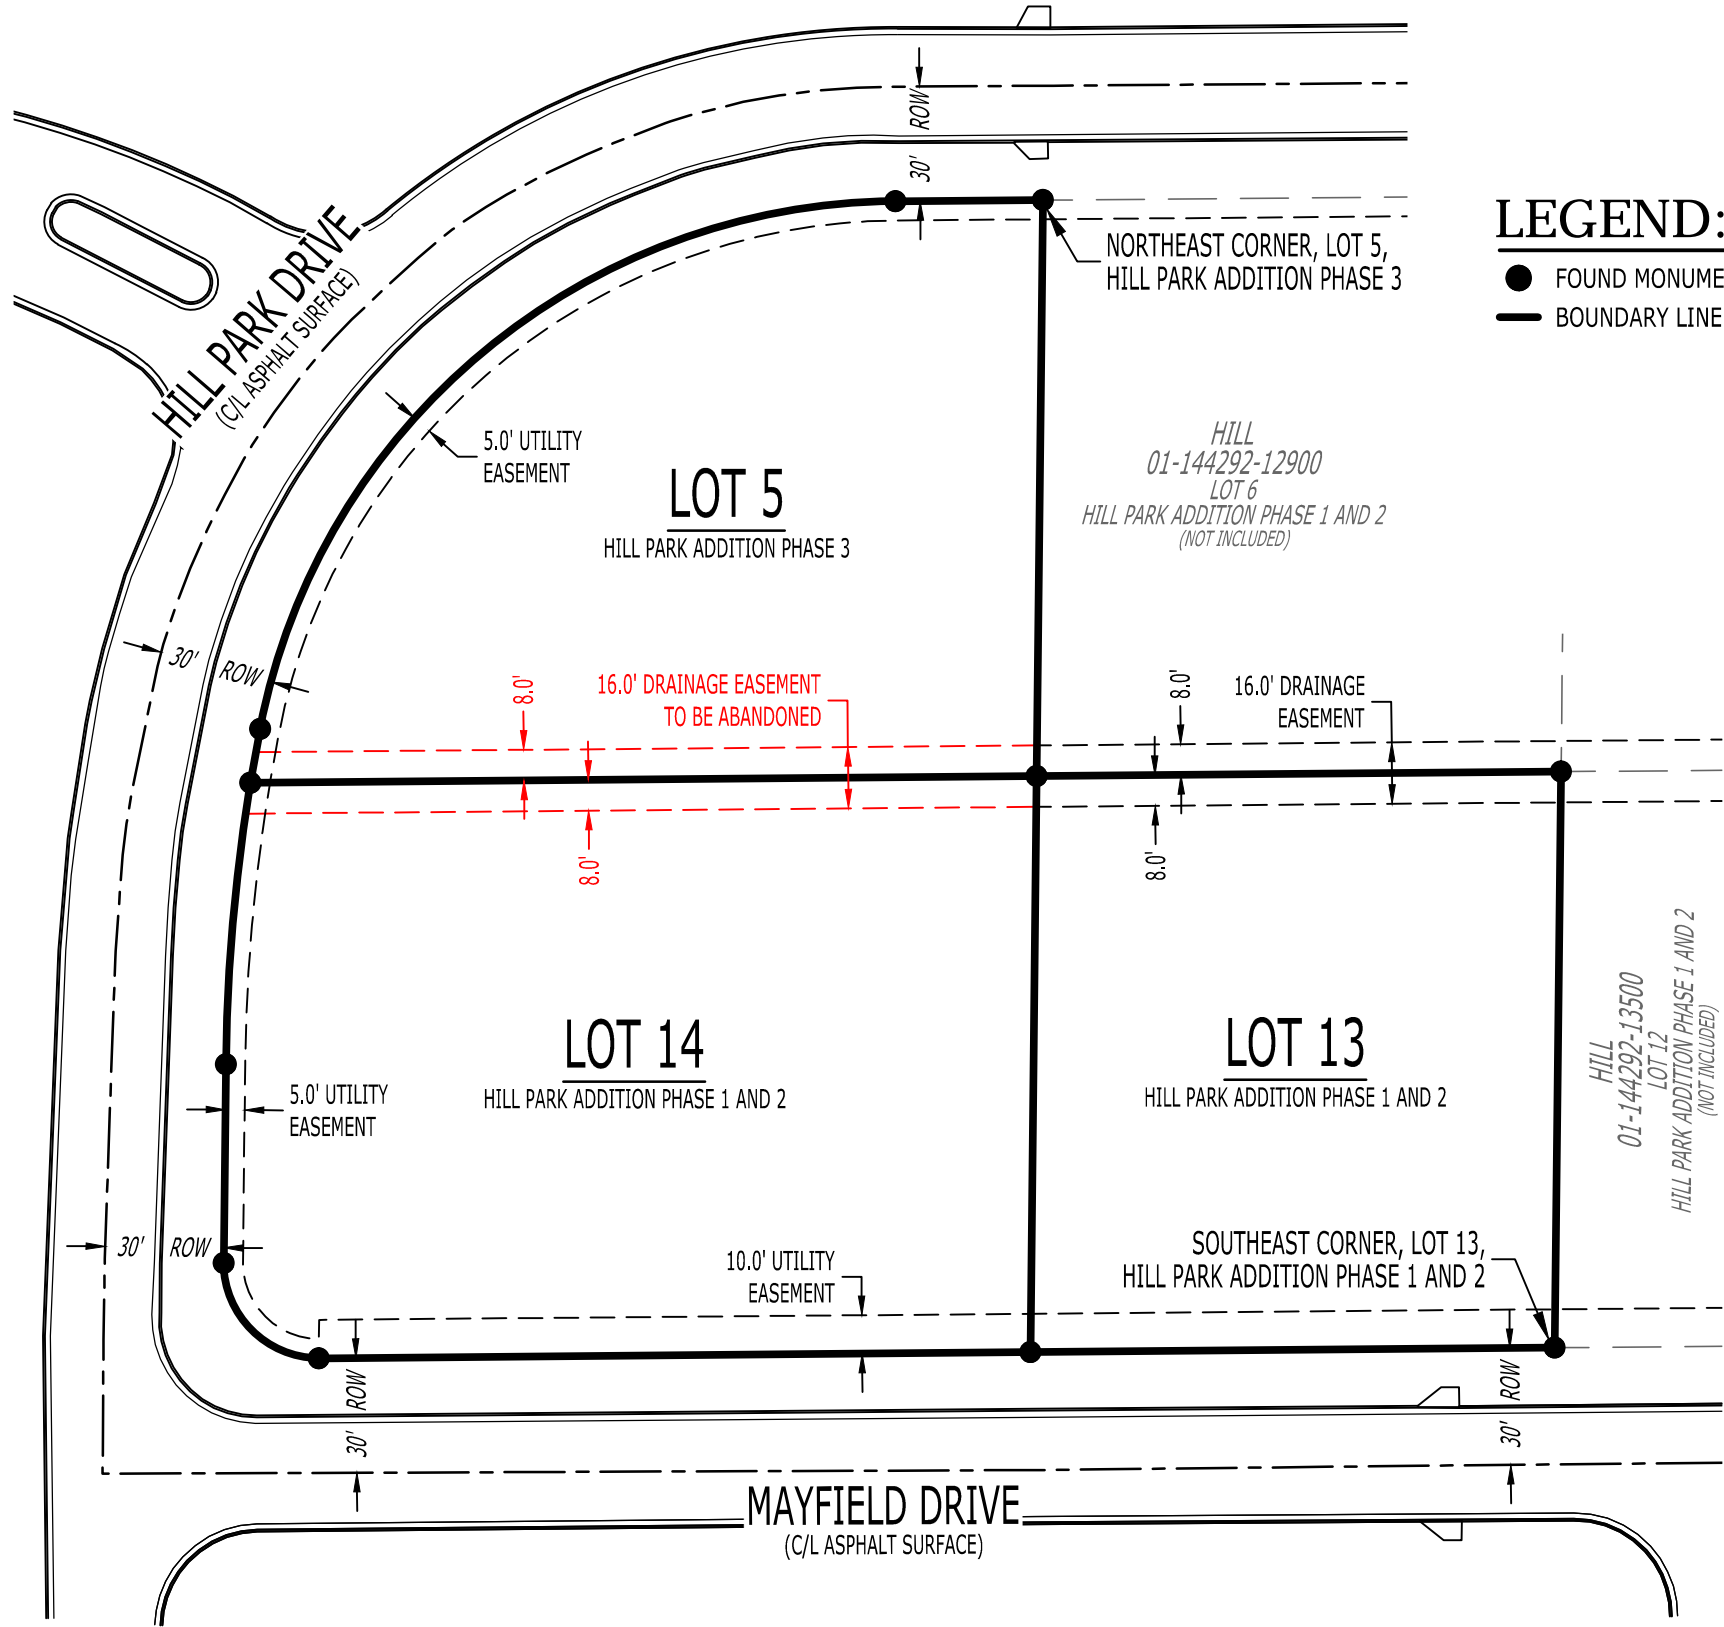 ROW
30'
LEGEND:
FOUND MONUME
BOUNDARY LINE
NORTHEAST CORNER, LOT 5,
HILL PARK ADDITION PHASE 3
HILL PARK DRIVE
(C/L ASPHALT SURFACE)
5.0' UTILITY
EASEMENT
LOT 5
HILL PARK ADDITION PHASE 3
HILL
01-144292-12900
LOT 6
HILL PARK ADDITION PHASE 1 AND 2
(NOT INCLUDED)
30' ROW
8.0'
16.0' DRAINAGE EASEMENT
TO BE ABANDONED
8.0'
8.0'
16.0' DRAINAGE
EASEMENT
8.0'
LOT 14
HILL PARK ADDITION PHASE 1 AND 2
LOT 13
HILL PARK ADDITION PHASE 1 AND 2
HILL
01-144292-13500
LOT 12
HILL PARK ADDITION PHASE 1 AND 2
(NOT INCLUDED)
5.0' UTILITY
EASEMENT
30' ROW
10.0' UTILITY
EASEMENT
SOUTHEAST CORNER, LOT 13,
HILL PARK ADDITION PHASE 1 AND 2
30' ROW
30' ROW
MAYFIELD DRIVE
(C/L ASPHALT SURFACE)